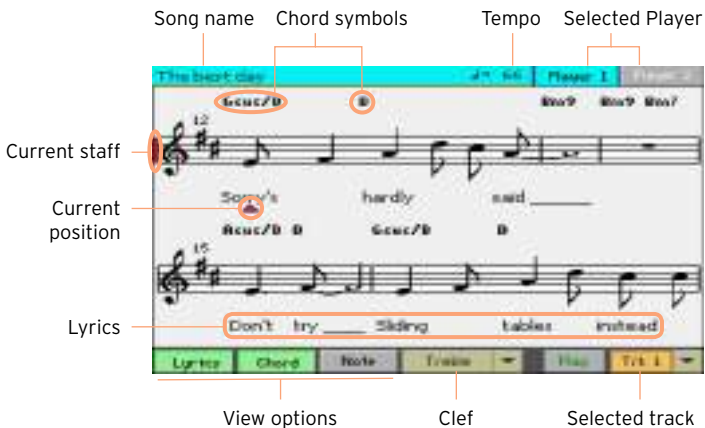 Song name Chord symbols Tempo Selected Player
The best day 66 Player 1
Gsus/D D Bm9 Bm9 Bm7
12
Current staff
Sorry's hardly said
Current
position
Asus/D D Gsus/D D
15
Lyrics
Don't try Sliding tables instead
Lyrics Chord Note Treble Play Trk 1
View options Clef Selected track